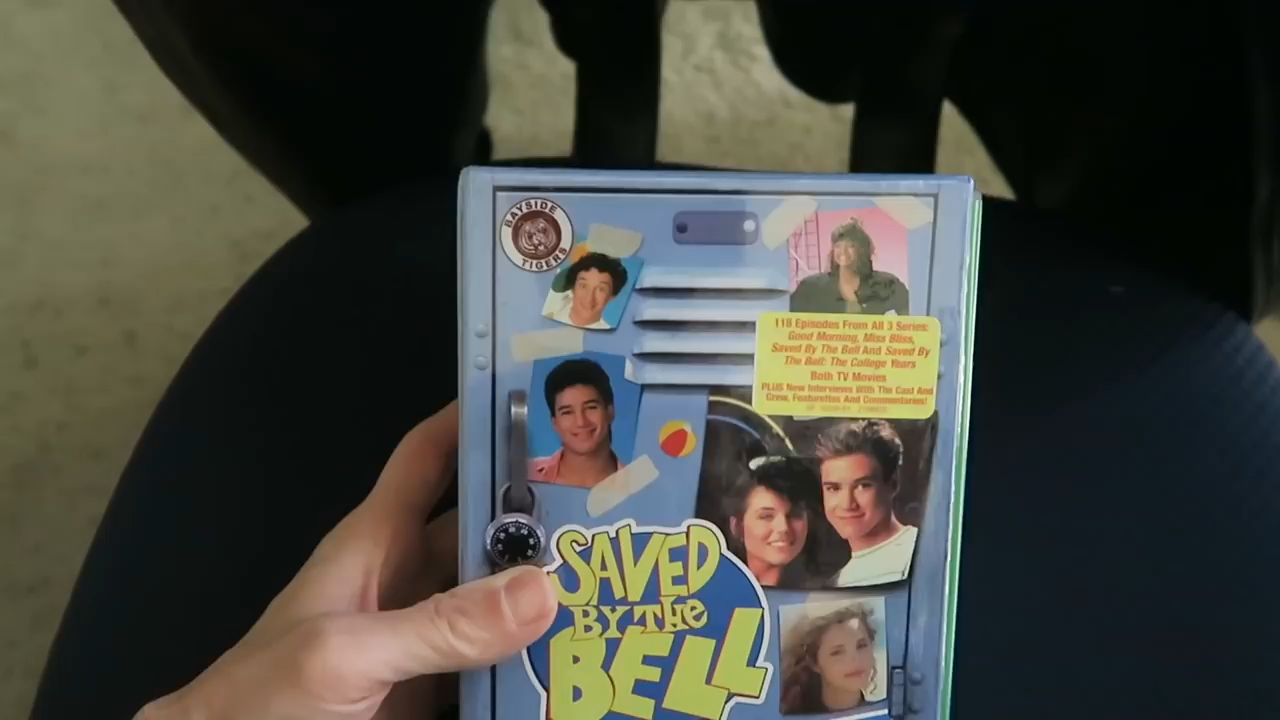 BAYSIDE
TIGERS
118 Episodes From All 3 Series:
Good Morning, Miss Bliss,
Saved By The Bell And Saved By
The Bell: The College Years
Both TV Movies
PLUS New Interviews With The Cast And
Crew, Featurettes And Commentaries!
SAVED
BY THE
BELL